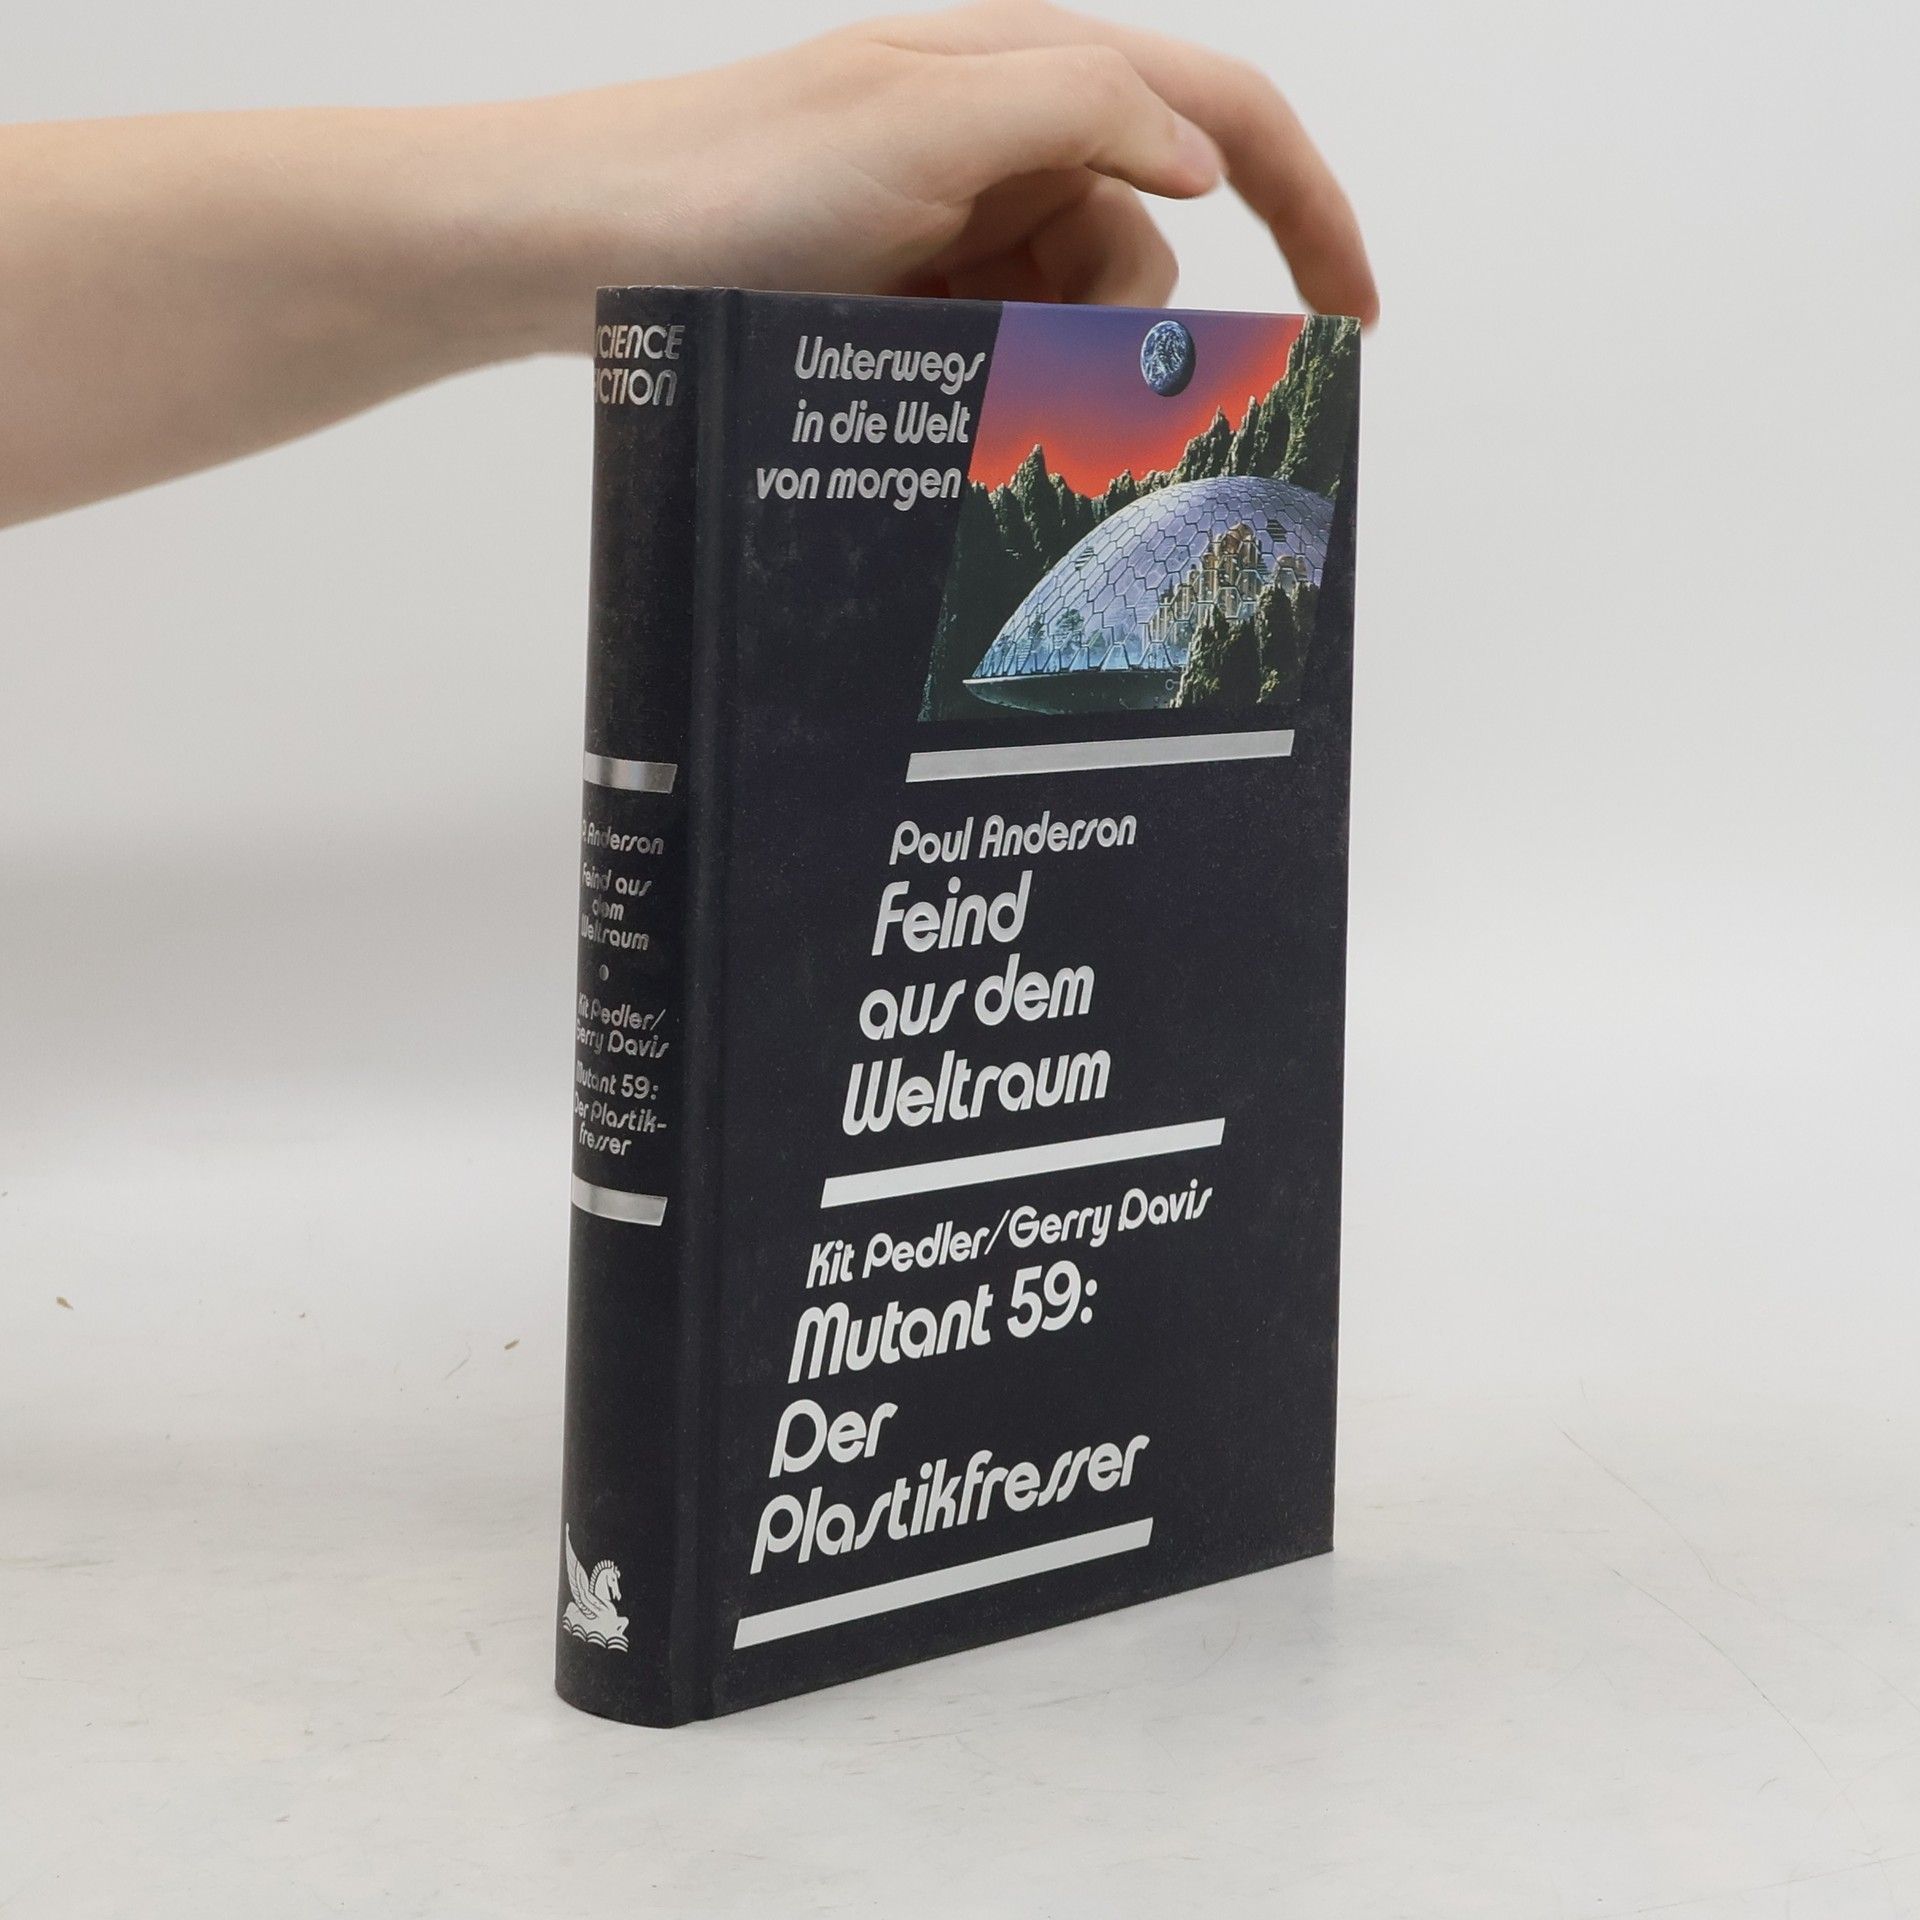 SCIENCE
FICTION
P. Anderson
Feind aus
dem
Weltraum
Kit Pedler/
Gerry Davis
Mutant 59:
Der Plastik-
fresser
Unterwegs
in die Welt
von morgen
Poul Anderson
Feind
aus dem
Weltraum
Kit Pedler/Gerry Davis
Mutant 59:
Der
Plastikfresser